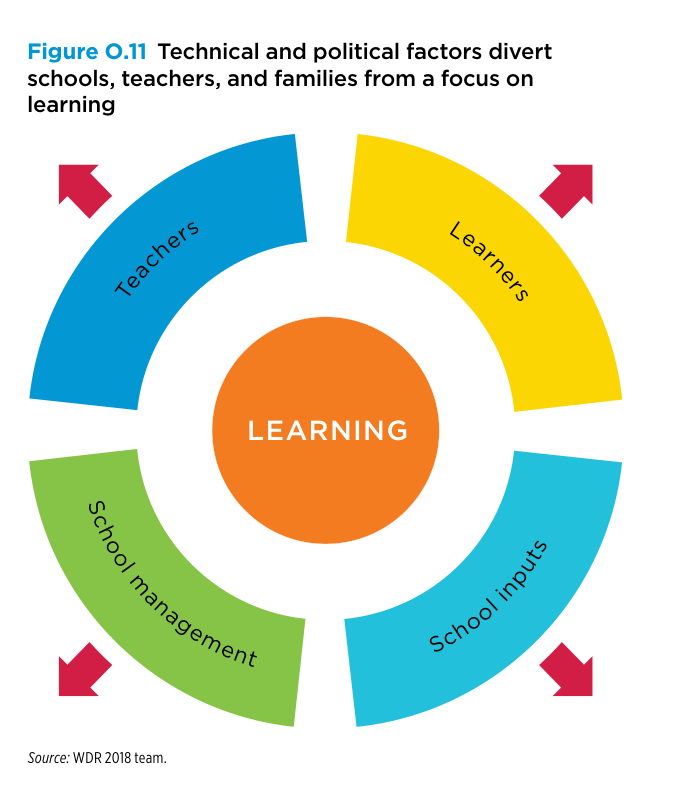 Figure O.11 Technical and political factors divert
schools, teachers, and families from a focus on
learning
Teachers
Learners
LEARNING
School management
School inputs
Source: WDR 2018 team.